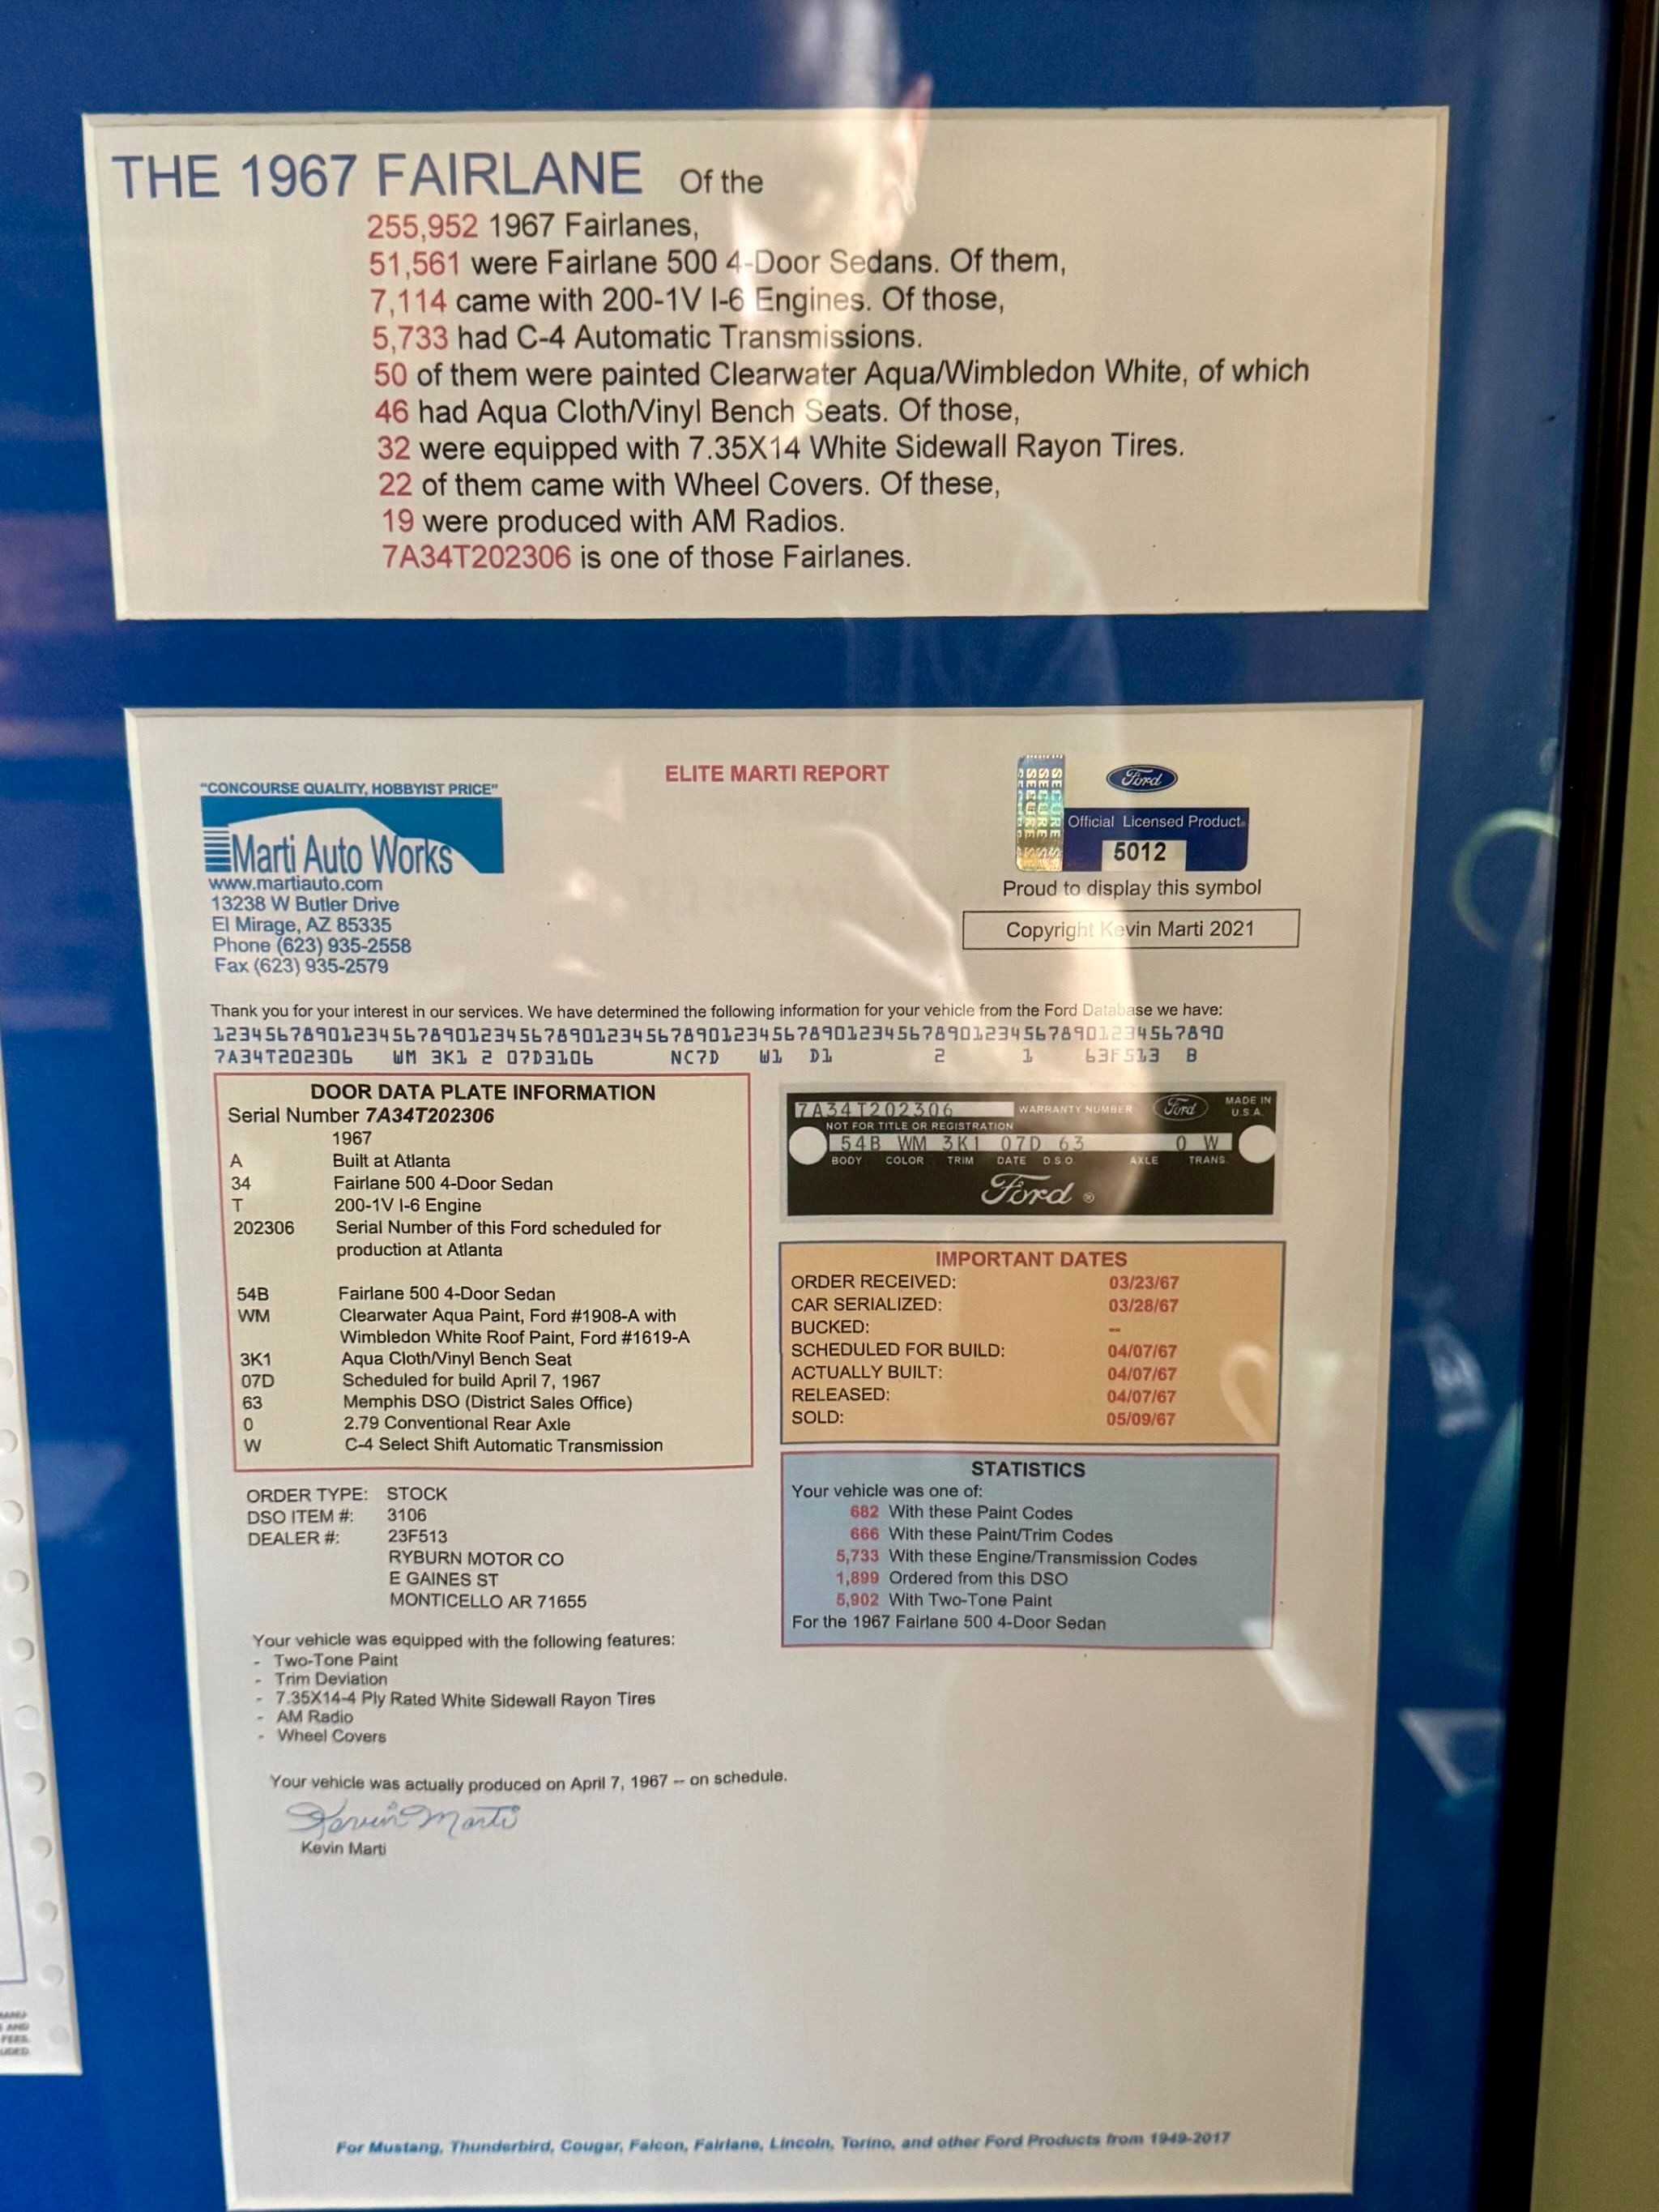 THE 1967 FAIRLANE Of the
255,952 1967 Fairlanes,
51,561 were Fairlane 500 4-Door Sedans. Of them,
7,114 came with 200-1V I-6 Engines. Of those,
5,733 had C-4 Automatic Transmissions.
50 of them were painted Clearwater Aqua/Wimbledon White, of which
46 had Aqua Cloth/Vinyl Bench Seats. Of those,
32 were equipped with 7.35X14 White Sidewall Rayon Tires.
22 of them came with Wheel Covers. Of these,
19 were produced with AM Radios.
7A34T202306 is one of those Fairlanes.
ELITE MARTI REPORT
"CONCOURSE QUALITY, HOBBYIST PRICE"
Marti Auto Works
www.martiauto.com
13238 W Butler Drive
El Mirage, AZ 85335
Phone (623) 935-2558
Fax (623) 935-2579
Ford
Official Licensed Product
5012
Proud to display this symbol
Copyright Kevin Marti 2021
Thank you for your interest in our services. We have determined the following information for your vehicle from the Ford Database we have:
12345678901234567890123456789012345678901234567890123456789012345678901234567890
7A34T202306 WM 3K1 2 07D3106 NC7D W1 D1 2 1 63F513 B
DOOR DATA PLATE INFORMATION
Serial Number 7A34T202306
1967
A Built at Atlanta
34 Fairlane 500 4-Door Sedan
T 200-1V I-6 Engine
202306 Serial Number of this Ford scheduled for
production at Atlanta
54B Fairlane 500 4-Door Sedan
WM Clearwater Aqua Paint, Ford #1908-A with
Wimbledon White Roof Paint, Ford #1619-A
3K1 Aqua Cloth/Vinyl Bench Seat
07D Scheduled for build April 7, 1967
63 Memphis DSO (District Sales Office)
0 2.79 Conventional Rear Axle
W C-4 Select Shift Automatic Transmission
7A34T202306 WARRANTY NUMBER Ford MADE IN
U.S.A.
NOT FOR TITLE OR REGISTRATION
54B WM 3K1 07D 63 0 W
BODY COLOR TRIM DATE D.S.O. AXLE TRANS.
Ford ®
IMPORTANT DATES
ORDER RECEIVED: 03/23/67
CAR SERIALIZED: 03/28/67
BUCKED: --
SCHEDULED FOR BUILD: 04/07/67
ACTUALLY BUILT: 04/07/67
RELEASED: 04/07/67
SOLD: 05/09/67
STATISTICS
Your vehicle was one of:
682 With these Paint Codes
666 With these Paint/Trim Codes
5,733 With these Engine/Transmission Codes
1,899 Ordered from this DSO
5,902 With Two-Tone Paint
For the 1967 Fairlane 500 4-Door Sedan
ORDER TYPE: STOCK
DSO ITEM #: 3106
DEALER #: 23F513
RYBURN MOTOR CO
E GAINES ST
MONTICELLO AR 71655
Your vehicle was equipped with the following features:
- Two-Tone Paint
- Trim Deviation
- 7.35X14-4 Ply Rated White Sidewall Rayon Tires
- AM Radio
- Wheel Covers
Your vehicle was actually produced on April 7, 1967 -- on schedule.
Kevin Marti
Kevin Marti
For Mustang, Thunderbird, Cougar, Falcon, Fairlane, Lincoln, Torino, and other Ford Products from 1949-2017